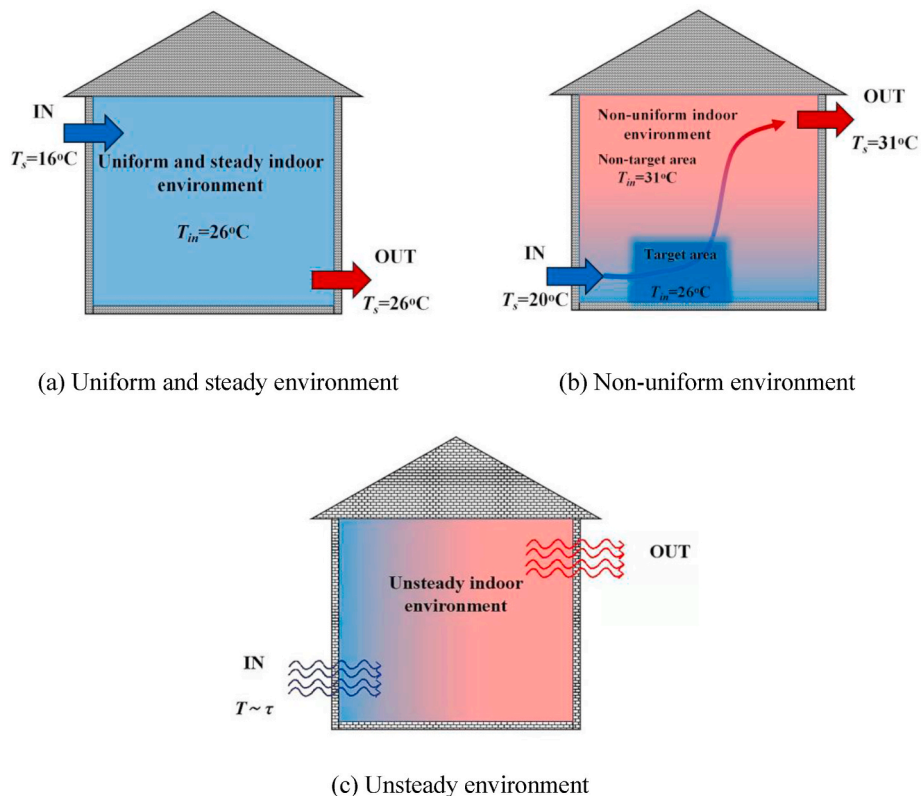 IN
Tₛ=16°C
Uniform and steady indoor
environment
Tᵢₙ=26°C
OUT
Tₛ=26°C
(a) Uniform and steady environment
Non-uniform indoor
environment
Non-target area
Tᵢₙ=31°C
OUT
Tₛ=31°C
IN
Tₛ=20°C
Target area
Tᵢₙ=26°C
(b) Non-uniform environment
Unsteady indoor
environment
OUT
IN
T~τ
(c) Unsteady environment